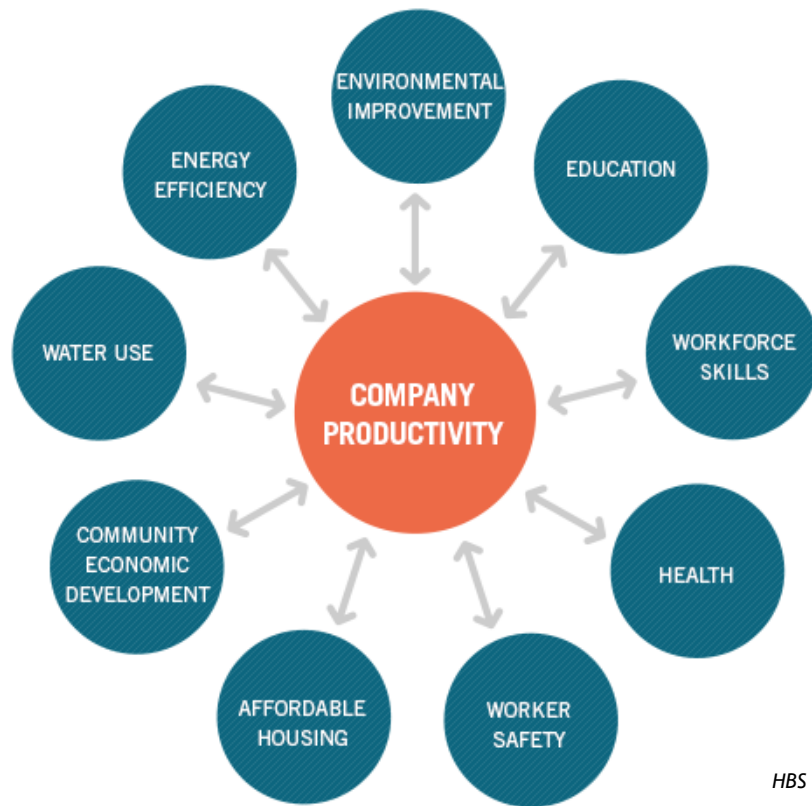 ENVIRONMENTAL
IMPROVEMENT
EDUCATION
WORKFORCE
SKILLS
HEALTH
WORKER
SAFETY
AFFORDABLE
HOUSING
COMMUNITY
ECONOMIC
DEVELOPMENT
WATER USE
ENERGY
EFFICIENCY
COMPANY
PRODUCTIVITY
HBS